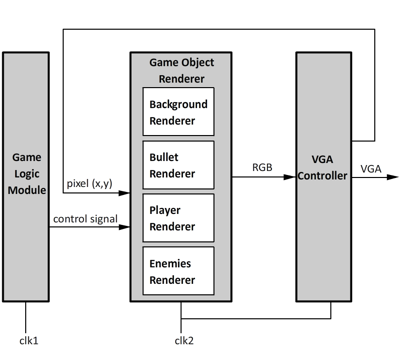 Game Object
Renderer
Background
Renderer
Bullet
Renderer
Player
Renderer
Enemies
Renderer
Game
Logic
Module
pixel (x,y)
control signal
RGB
VGA
Controller
VGA
clk1
clk2